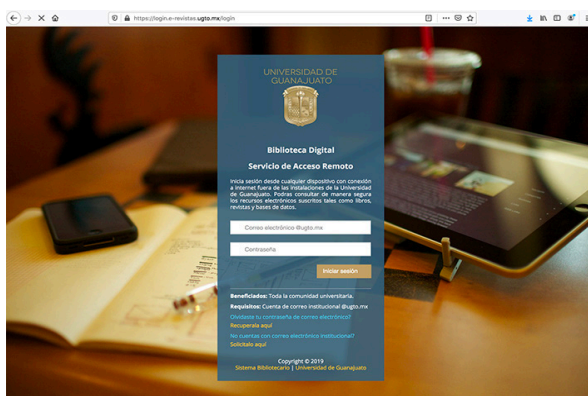 https://login.e-revistas.ugto.mx/login
UNIVERSIDAD DE
GUANAJUATO
Biblioteca Digital
Servicio de Acceso Remoto
Inicia sesión desde cualquier dispositivo con conexión
a internet fuera de las instalaciones de la Universidad
de Guanajuato. Podras consultar de manera segura
los recursos electrónicos suscritos tales como libros,
revistas y bases de datos.
Correo electrónico @ugto.mx
Contraseña
Iniciar sesión
Beneficiados: Toda la comunidad universitaria.
Requisitos: Cuenta de correo institucional @ugto.mx
Olvidaste tu contraseña de correo electrónico?
Recuperala aquí
No cuentas con correo electrónico institucional?
Solicitalo aquí
Copyright © 2019
Sistema Bibliotecario | Universidad de Guanajuato